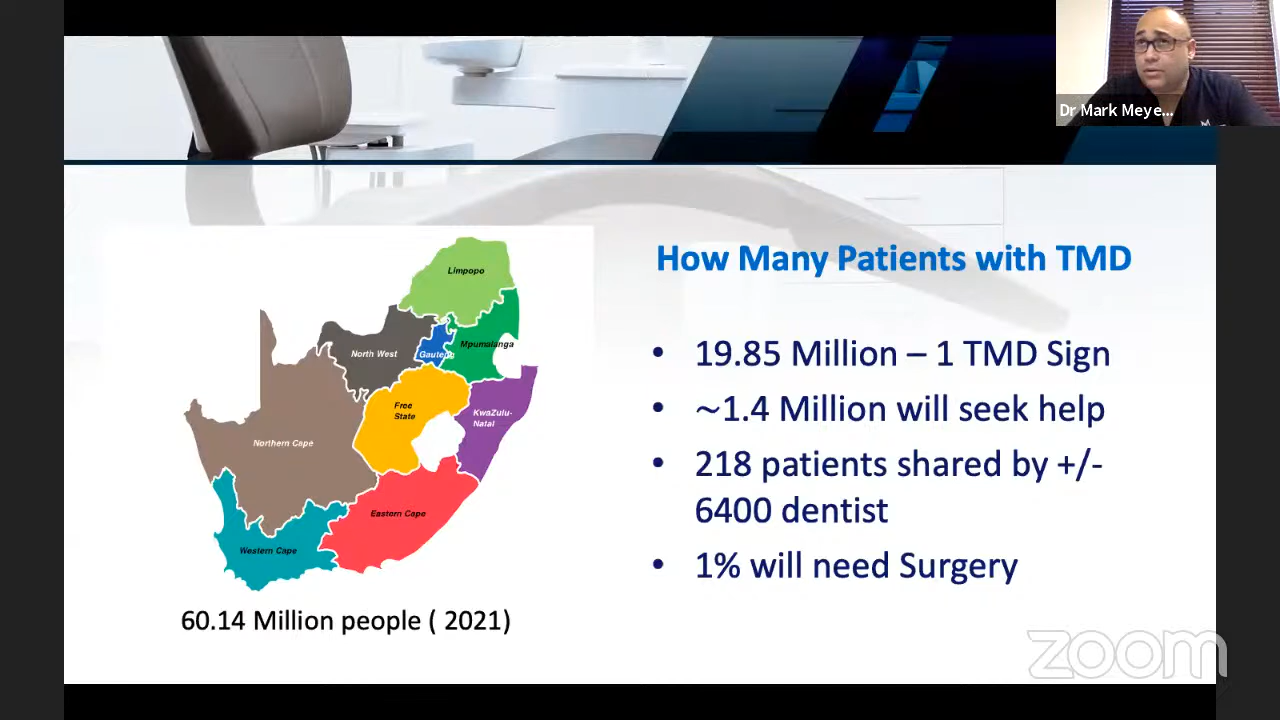 Dr Mark Meye...
How Many Patients with TMD
• 19.85 Million – 1 TMD Sign
• ~1.4 Million will seek help
• 218 patients shared by +/-
6400 dentist
• 1% will need Surgery
Limpopo
North West
Gauteng
Mpumalanga
Free
State
KwaZulu-
Natal
Northern Cape
Eastern Cape
Western Cape
60.14 Million people ( 2021)
zoom